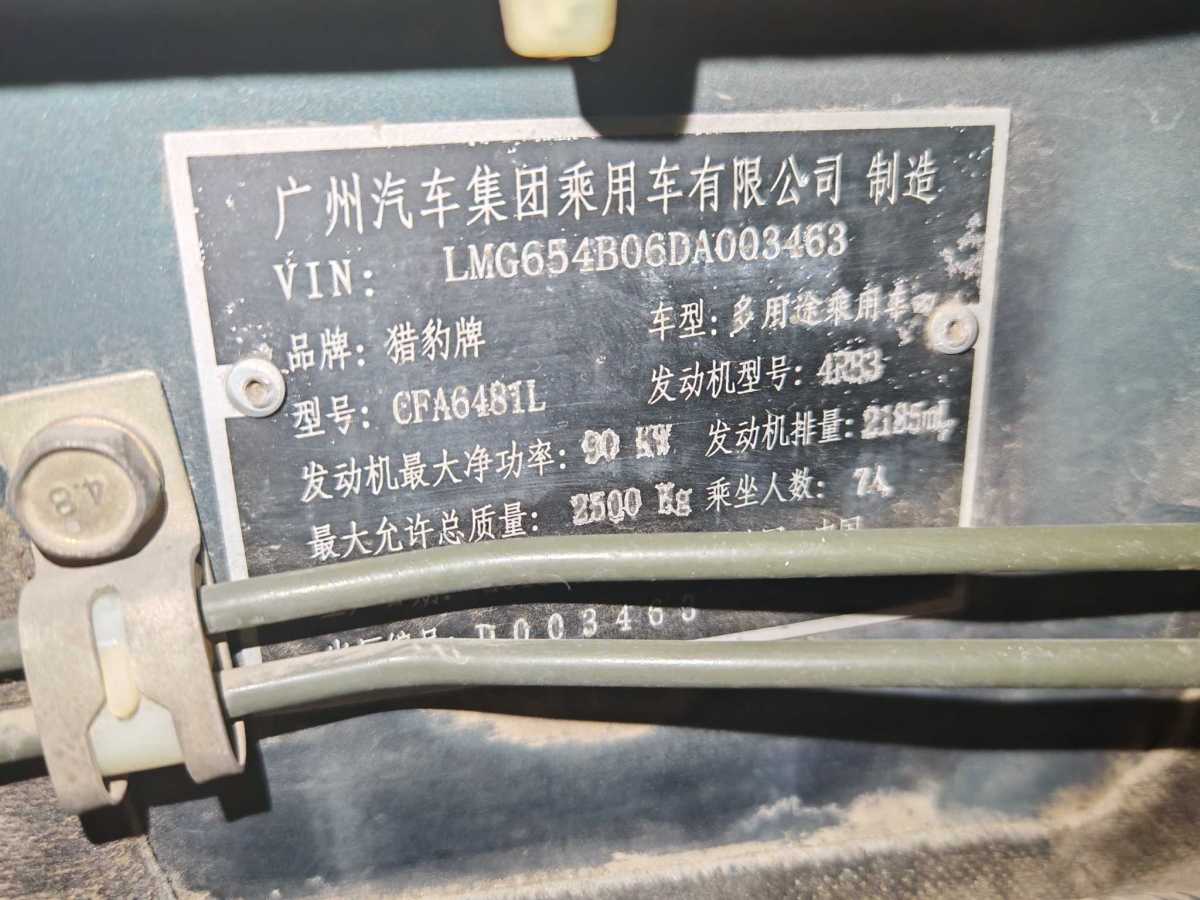 广州汽车集团乘用车有限公司 制造
VIN: LMG654B06DA003463
品牌: 猎豹牌 车型: 多用途乘用车
型号: CFA6481L 发动机型号: 4RB3
发动机最大净功率: 90 KW 发动机排量: 2185mL
最大允许总质量: 2500 Kg 乘坐人数: 7人
D003463
4.8